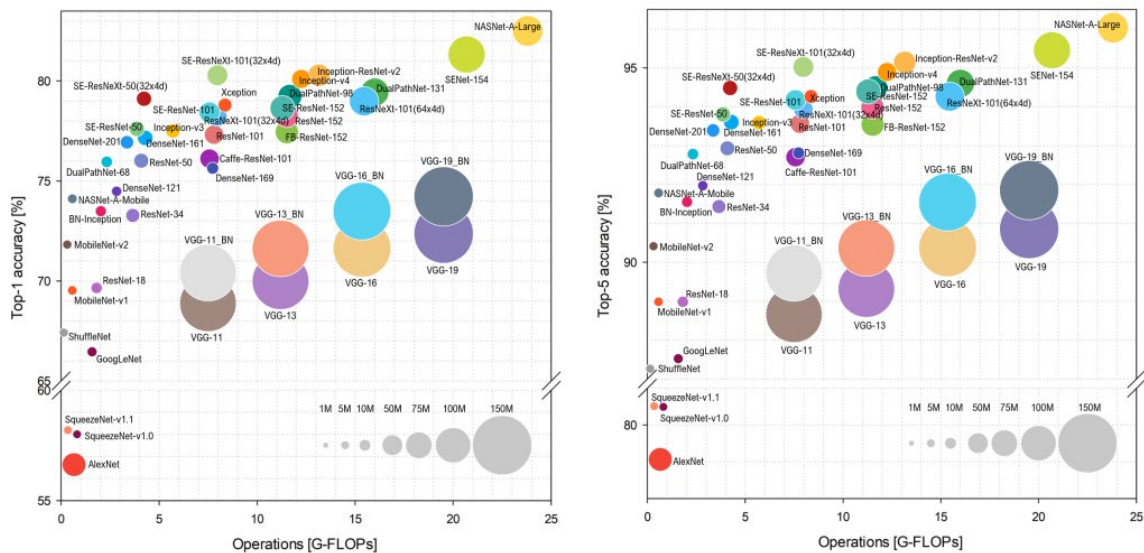 NASNet-A-Large
SE-ResNeXt-101(32x4d)
Inception-ResNet-v2
SENet-154
SE-ResNeXt-50(32x4d)
Xception
Inception-v4
DualPathNet-131
DualPathNet-98
SE-ResNet-101
SE-ResNet-152
ResNeXt-101(64x4d)
ResNet-152
ResNeXt-101(32x4d)
SE-ResNet-50
Inception-v3
ResNet-101
FB-ResNet-152
DenseNet-201
DenseNet-161
ResNet-50
Caffe-ResNet-101
DualPathNet-68
DenseNet-169
VGG-19_BN
DenseNet-121
VGG-16_BN
NASNet-A-Mobile
BN-Inception
ResNet-34
VGG-13_BN
MobileNet-v2
VGG-11_BN
VGG-19
VGG-16
ResNet-18
MobileNet-v1
VGG-13
VGG-11
ShuffleNet
GoogLeNet
SqueezeNet-v1.1
SqueezeNet-v1.0
AlexNet
1M 5M 10M 50M 75M 100M 150M
80
75
70
65
60
55
Top-1 accuracy [%]
0 5 10 15 20 25
Operations [G-FLOPs]
NASNet-A-Large
SE-ResNeXt-101(32x4d)
Inception-ResNet-v2
SENet-154
Inception-v4
SE-ResNeXt-50(32x4d)
DualPathNet-131
DualPathNet-98
Xception
SE-ResNet-101
SE-ResNet-152
ResNeXt-101(64x4d)
ResNet-152
ResNeXt-101(32x4d)
SE-ResNet-50
Inception-v3
ResNet-101
FB-ResNet-152
DenseNet-201
DenseNet-161
ResNet-50
DenseNet-169
DualPathNet-68
Caffe-ResNet-101
VGG-19_BN
DenseNet-121
VGG-16_BN
NASNet-A-Mobile
BN-Inception
ResNet-34
VGG-13_BN
MobileNet-v2
VGG-11_BN
VGG-19
VGG-16
ResNet-18
MobileNet-v1
VGG-13
VGG-11
GoogLeNet
ShuffleNet
SqueezeNet-v1.1
SqueezeNet-v1.0
AlexNet
1M 5M 10M 50M 75M 100M 150M
95
90
80
Top-5 accuracy [%]
0 5 10 15 20 25
Operations [G-FLOPs]